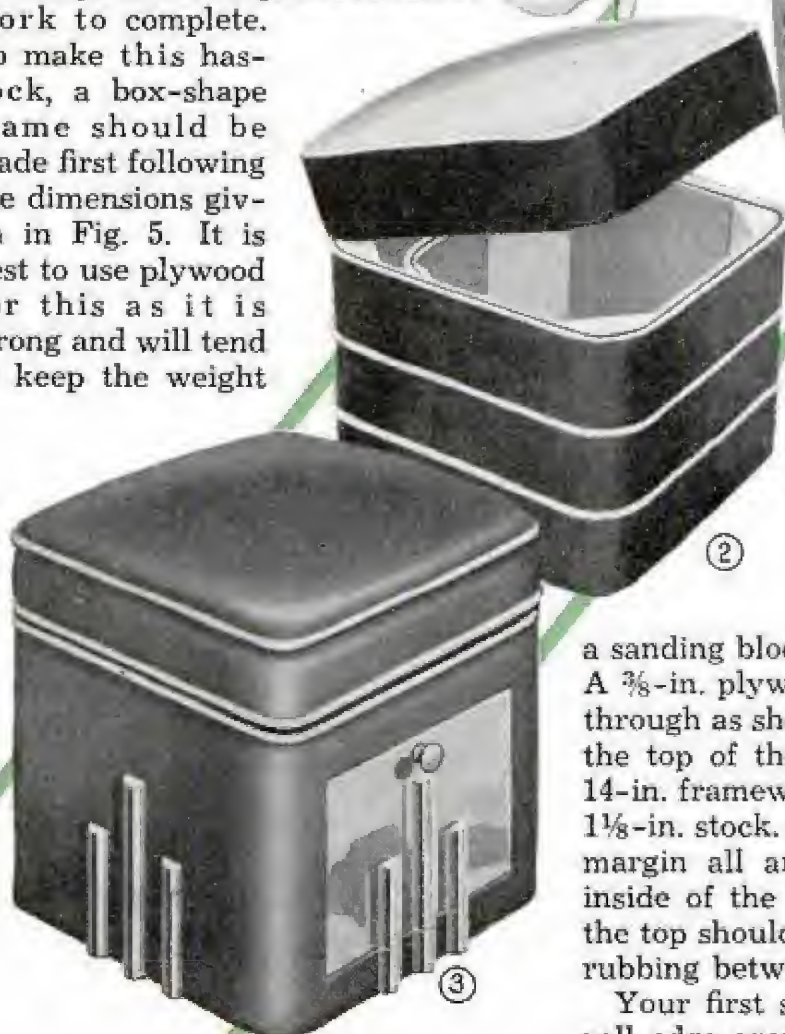 ork to complete.
o make this has-
ock, a box-shape
ame should be
ade first following
e dimensions giv-
in Fig. 5. It is
est to use plywood
or this as it is
rong and will tend
keep the weight
②
③
a sanding bloc
A ⅜-in. plyw
through as sh
the top of th
14-in. framew
1⅛-in. stock.
margin all ar
inside of the
the top shoul
rubbing betw
Your first s